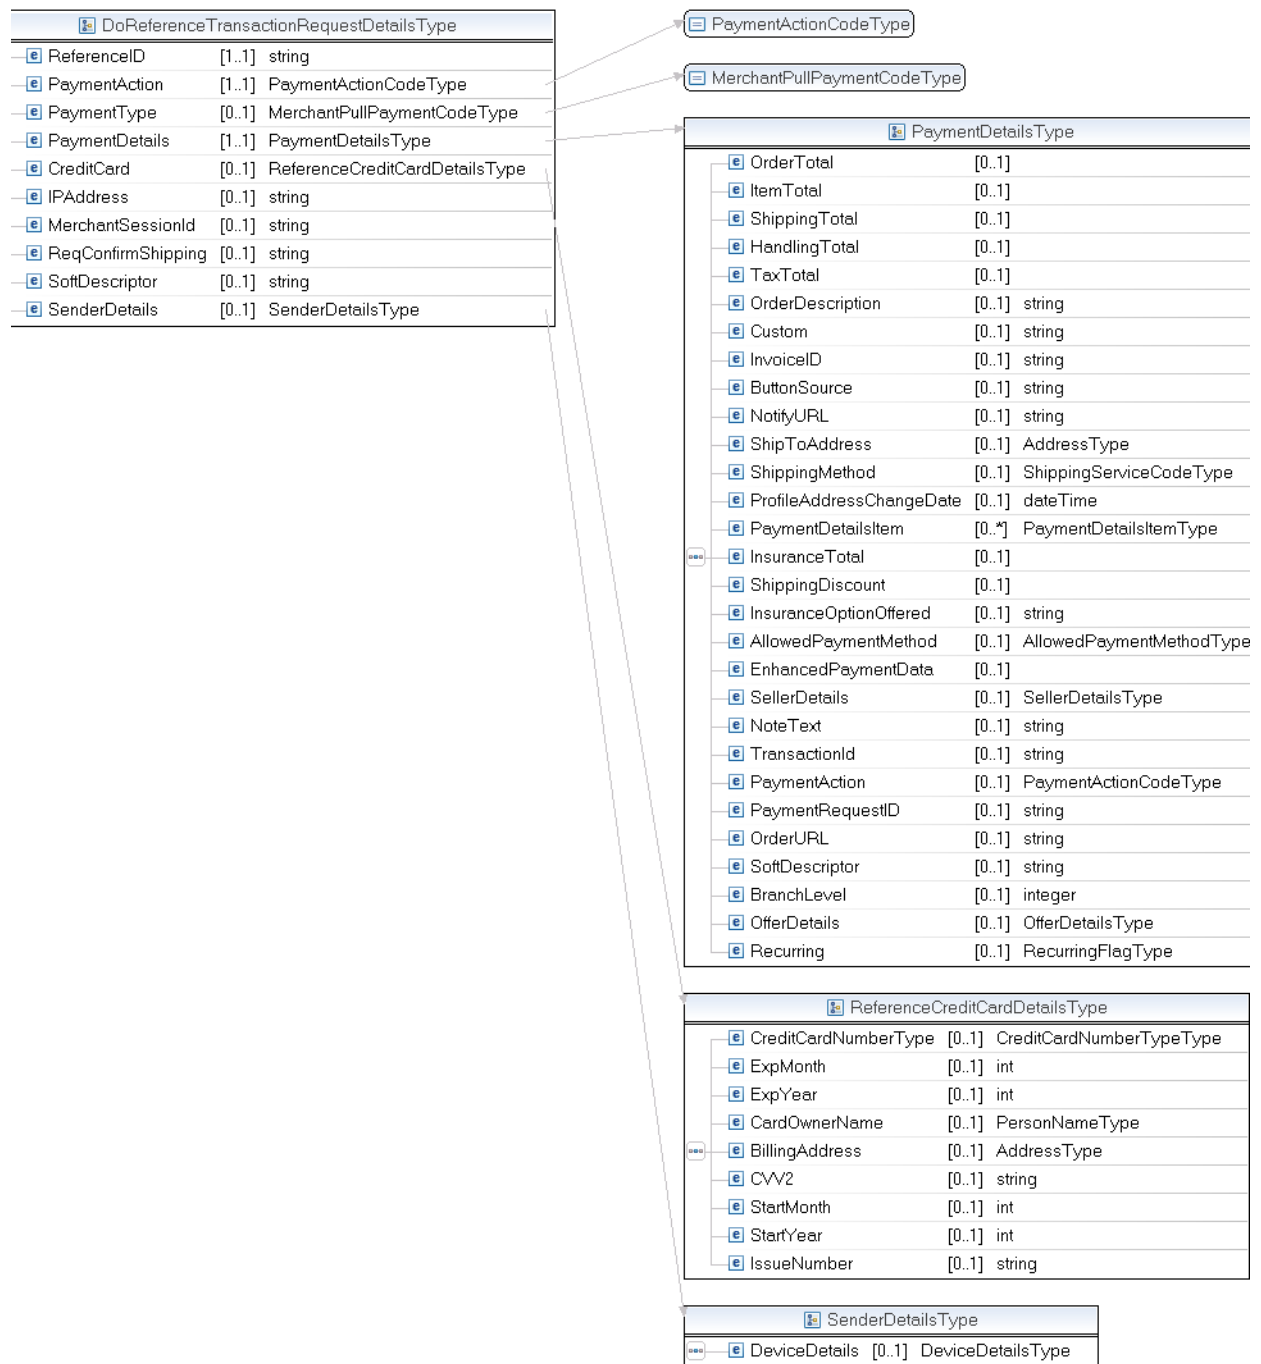 DoReferenceTransactionRequestDetailsType
ReferenceID [1..1] string
PaymentAction [1..1] PaymentActionCodeType
PaymentType [0..1] MerchantPullPaymentCodeType
PaymentDetails [1..1] PaymentDetailsType
CreditCard [0..1] ReferenceCreditCardDetailsType
IPAddress [0..1] string
MerchantSessionId [0..1] string
ReqConfirmShipping [0..1] string
SoftDescriptor [0..1] string
SenderDetails [0..1] SenderDetailsType
PaymentActionCodeType
MerchantPullPaymentCodeType
PaymentDetailsType
OrderTotal [0..1]
ItemTotal [0..1]
ShippingTotal [0..1]
HandlingTotal [0..1]
TaxTotal [0..1]
OrderDescription [0..1] string
Custom [0..1] string
InvoiceID [0..1] string
ButtonSource [0..1] string
NotifyURL [0..1] string
ShipToAddress [0..1] AddressType
ShippingMethod [0..1] ShippingServiceCodeType
ProfileAddressChangeDate [0..1] dateTime
PaymentDetailsItem [0..*] PaymentDetailsItemType
InsuranceTotal [0..1]
ShippingDiscount [0..1]
InsuranceOptionOffered [0..1] string
AllowedPaymentMethod [0..1] AllowedPaymentMethodType
EnhancedPaymentData [0..1]
SellerDetails [0..1] SellerDetailsType
NoteText [0..1] string
TransactionId [0..1] string
PaymentAction [0..1] PaymentActionCodeType
PaymentRequestID [0..1] string
OrderURL [0..1] string
SoftDescriptor [0..1] string
BranchLevel [0..1] integer
OfferDetails [0..1] OfferDetailsType
Recurring [0..1] RecurringFlagType
ReferenceCreditCardDetailsType
CreditCardNumberType [0..1] CreditCardNumberTypeType
ExpMonth [0..1] int
ExpYear [0..1] int
CardOwnerName [0..1] PersonNameType
BillingAddress [0..1] AddressType
CVV2 [0..1] string
StartMonth [0..1] int
StartYear [0..1] int
IssueNumber [0..1] string
SenderDetailsType
DeviceDetails [0..1] DeviceDetailsType